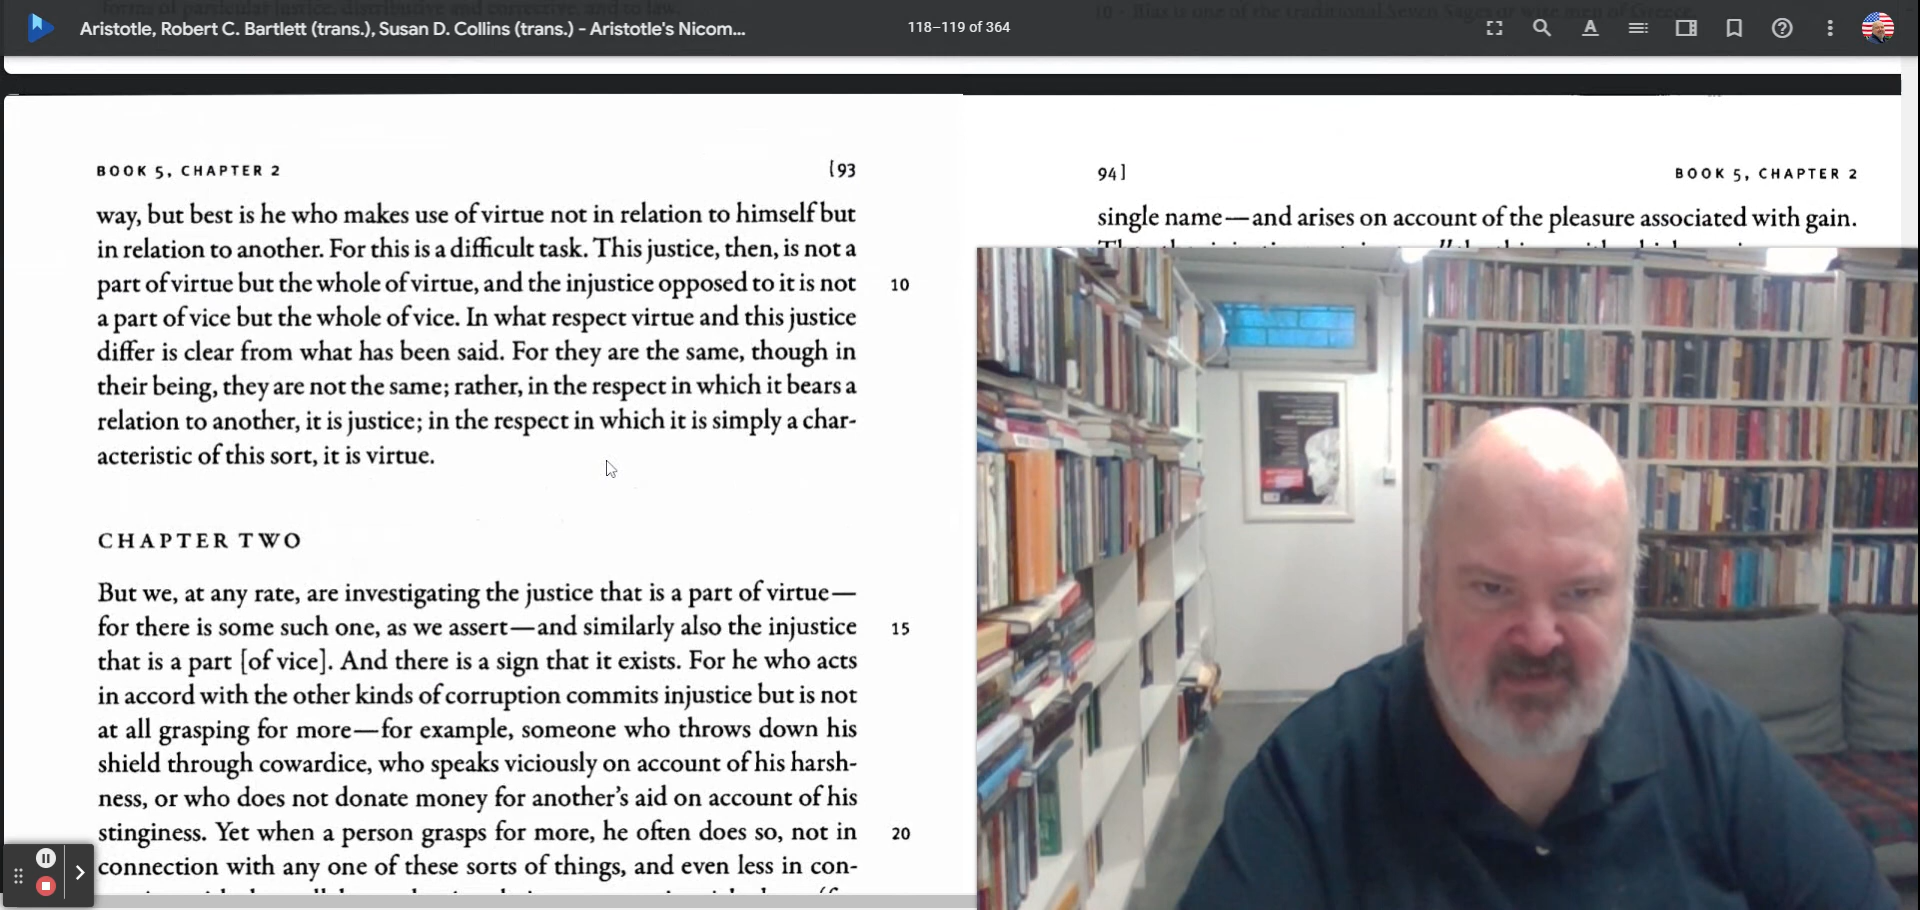 Aristotle, Robert C. Bartlett (trans.), Susan D. Collins (trans.) - Aristotle's Nicom...
118–119 of 364
BOOK 5, CHAPTER 2
[93
way, but best is he who makes use of virtue not in relation to himself but
in relation to another. For this is a difficult task. This justice, then, is not a
part of virtue but the whole of virtue, and the injustice opposed to it is not
10
a part of vice but the whole of vice. In what respect virtue and this justice
differ is clear from what has been said. For they are the same, though in
their being, they are not the same; rather, in the respect in which it bears a
relation to another, it is justice; in the respect in which it is simply a char-
acteristic of this sort, it is virtue.
CHAPTER TWO
But we, at any rate, are investigating the justice that is a part of virtue—
for there is some such one, as we assert—and similarly also the injustice
15
that is a part [of vice]. And there is a sign that it exists. For he who acts
in accord with the other kinds of corruption commits injustice but is not
at all grasping for more—for example, someone who throws down his
shield through cowardice, who speaks viciously on account of his harsh-
ness, or who does not donate money for another's aid on account of his
stinginess. Yet when a person grasps for more, he often does so, not in
20
connection with any one of these sorts of things, and even less in con-
94]
BOOK 5, CHAPTER 2
single name—and arises on account of the pleasure associated with gain.